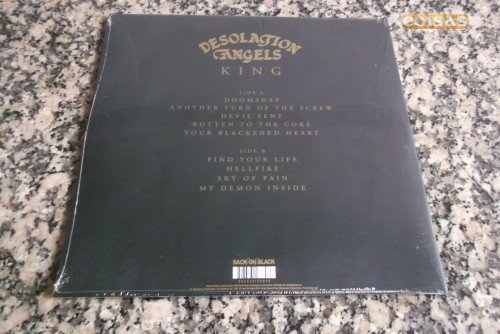 coisas
DESOLATION
ANGELS
KING
SIDE A
DOOMSDAY
ANOTHER TURN OF THE SCREW
DEVIL SENT
ROTTEN TO THE CORE
YOUR BLACKENED HEART
SIDE B
FIND YOUR LIFE
HELLFIRE
SKY OF PAIN
MY DEMON INSIDE
BACK ON BLACK